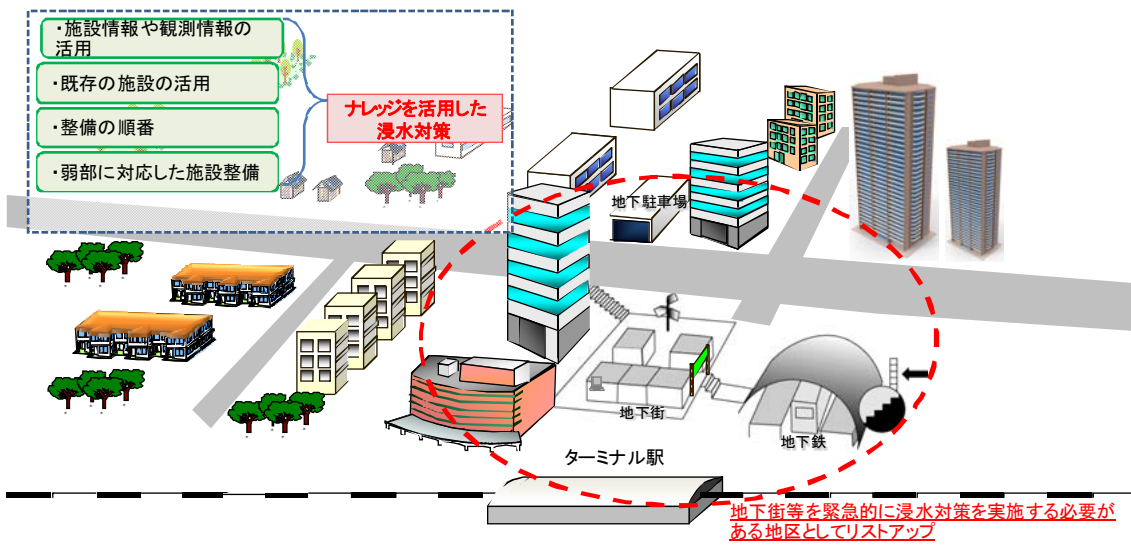 ・施設情報や観測情報の
活用
・既存の施設の活用
・整備の順番
・弱部に対応した施設整備
ナレッジを活用した
浸水対策
地下駐車場
地下街
地下鉄
ターミナル駅
地下街等を緊急的に浸水対策を実施する必要が
ある地区としてリストアップ